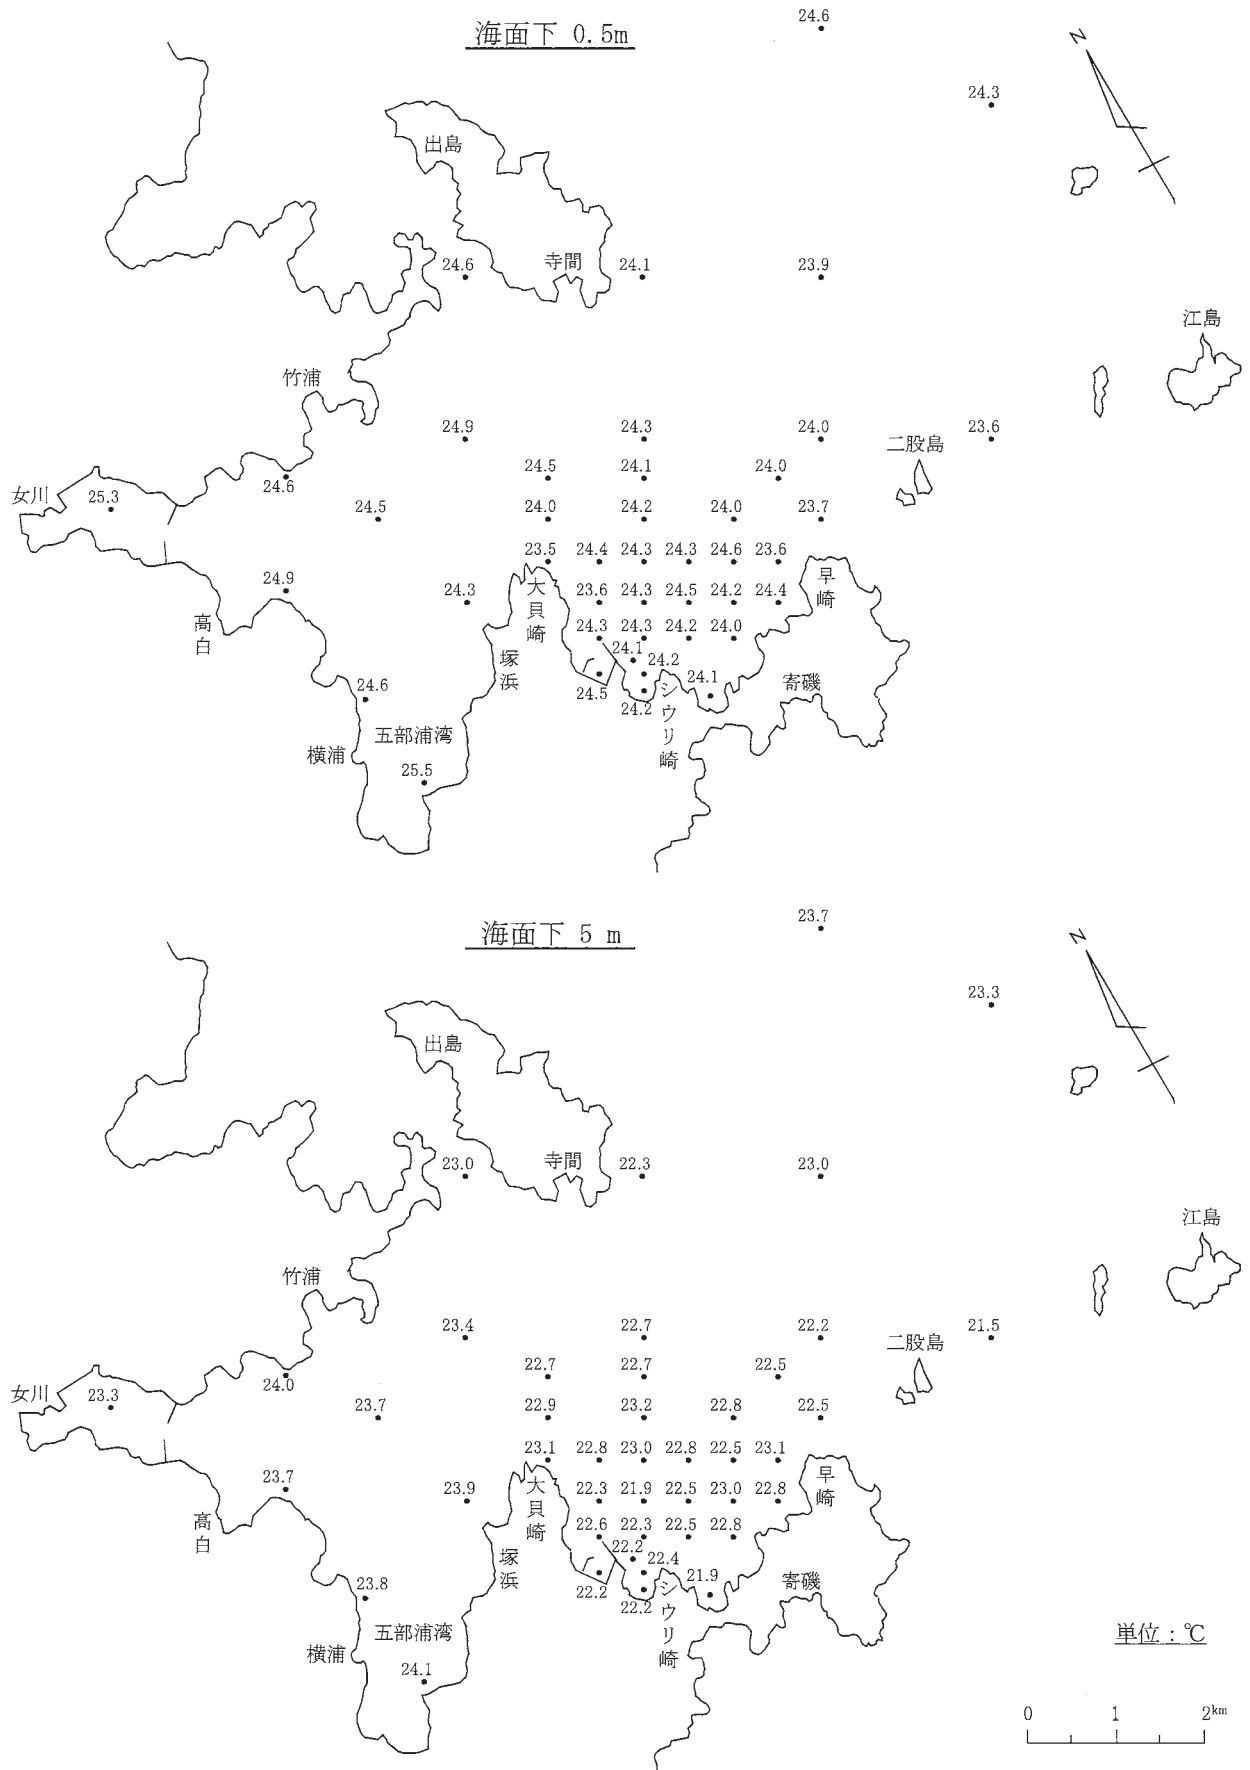 海面下 0.5m
24.6
24.3
N
出島
24.6
寺間
24.1
23.9
江島
竹浦
24.9
24.3
24.0
23.6
二股島
24.5
24.1
24.0
女川
25.3
24.6
24.5
24.0
24.2
24.0
23.7
23.5
24.4
24.3
24.3
24.6
23.6
24.9
24.3
大貝崎
23.6
24.3
24.5
24.2
24.4
早崎
高白
24.3
24.3
24.2
24.0
塚浜
24.1
24.2
24.6
24.5
24.2
シウリ崎
24.1
寄磯
五部浦湾
横浦
25.5
海面下 5 m
23.7
23.3
N
出島
23.0
寺間
22.3
23.0
江島
竹浦
23.4
22.7
22.2
21.5
二股島
22.7
22.7
22.5
女川
23.3
24.0
23.7
22.9
23.2
22.8
22.5
23.1
22.8
23.0
22.8
22.5
23.1
23.7
23.9
大貝崎
22.3
21.9
22.5
23.0
22.8
早崎
高白
22.6
22.3
22.5
22.8
塚浜
22.2
22.4
23.8
22.2
22.2
シウリ崎
21.9
寄磯
五部浦湾
横浦
24.1
単位：℃
0 1 2km